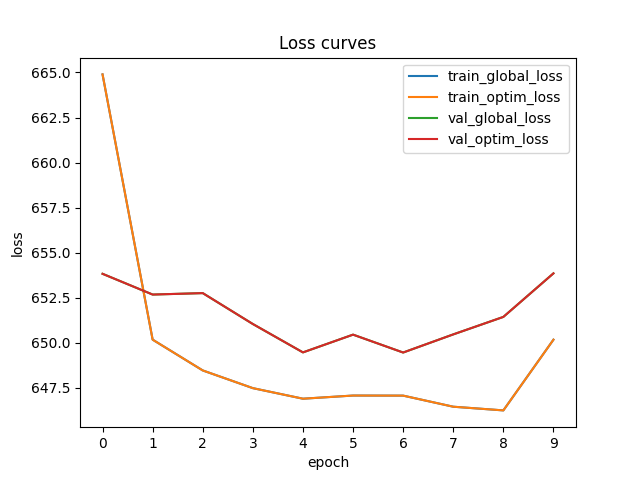 Loss curves
train_global_loss
train_optim_loss
val_global_loss
val_optim_loss
665.0
662.5
660.0
657.5
655.0
652.5
650.0
647.5
loss
0 1 2 3 4 5 6 7 8 9
epoch